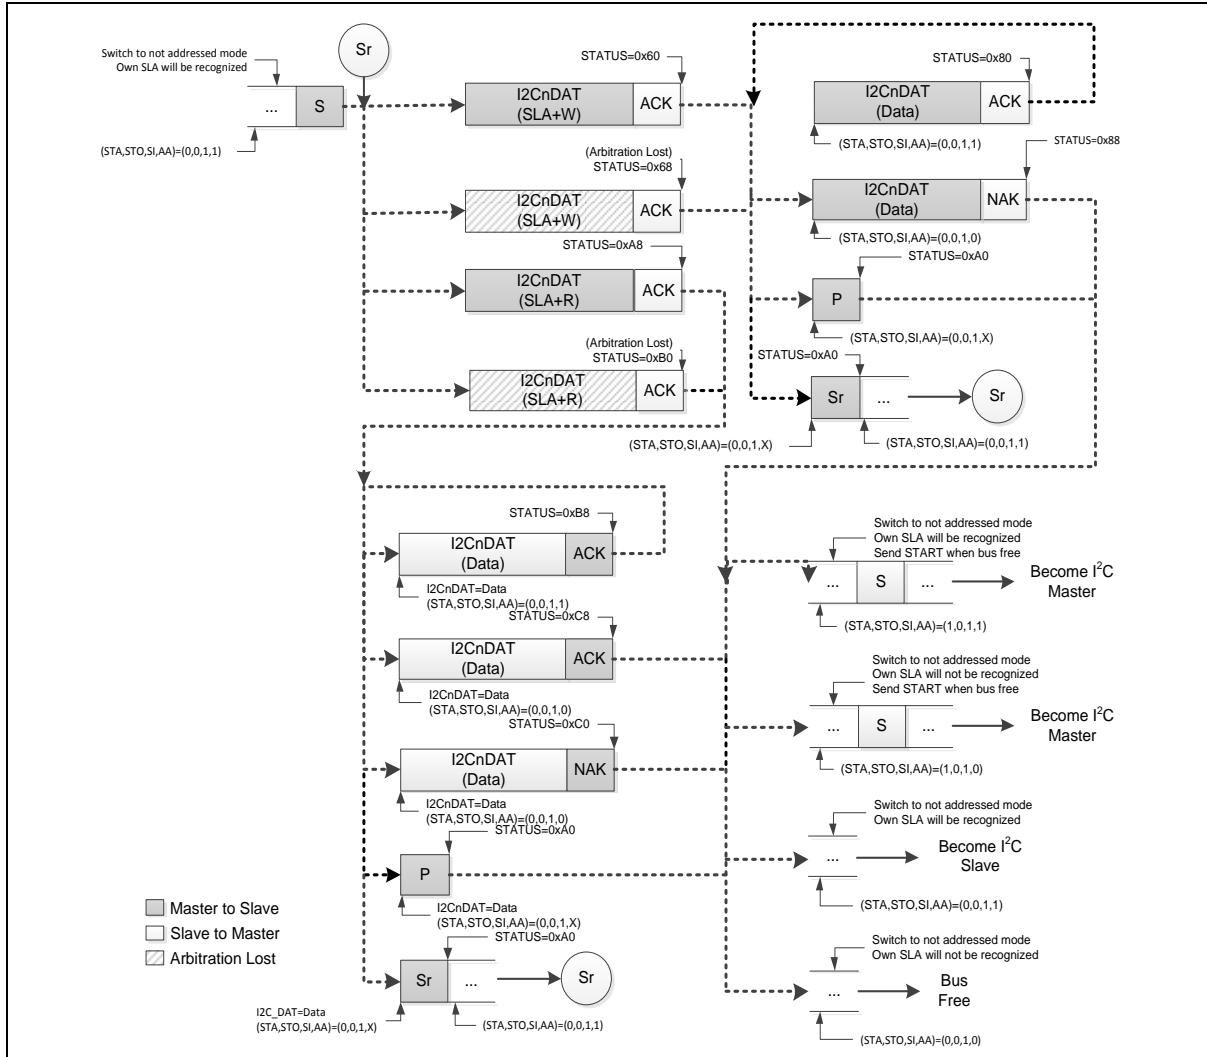 Switch to not addressed mode
Own SLA will be recognized
...
S
(STA,STO,SI,AA)=(0,0,1,1)
Sr
STATUS=0x60
I2CnDAT
(SLA+W)
ACK
(Arbitration Lost)
STATUS=0x68
I2CnDAT
(SLA+W)
ACK
STATUS=0xA8
I2CnDAT
(SLA+R)
ACK
(Arbitration Lost)
STATUS=0xB0
I2CnDAT
(SLA+R)
ACK
STATUS=0x80
I2CnDAT
(Data)
ACK
(STA,STO,SI,AA)=(0,0,1,1)
STATUS=0x88
I2CnDAT
(Data)
NAK
(STA,STO,SI,AA)=(0,0,1,0)
STATUS=0xA0
P
(STA,STO,SI,AA)=(0,0,1,X)
STATUS=0xA0
Sr
...
Sr
(STA,STO,SI,AA)=(0,0,1,X)
(STA,STO,SI,AA)=(0,0,1,1)
STATUS=0xB8
I2CnDAT
(Data)
ACK
I2CnDAT=Data
(STA,STO,SI,AA)=(0,0,1,1)
STATUS=0xC8
I2CnDAT
(Data)
ACK
I2CnDAT=Data
(STA,STO,SI,AA)=(0,0,1,0)
STATUS=0xC0
I2CnDAT
(Data)
NAK
I2CnDAT=Data
(STA,STO,SI,AA)=(0,0,1,0)
STATUS=0xA0
P
I2CnDAT=Data
(STA,STO,SI,AA)=(0,0,1,X)
STATUS=0xA0
Sr
...
Sr
I2C_DAT=Data
(STA,STO,SI,AA)=(0,0,1,X)
(STA,STO,SI,AA)=(0,0,1,1)
Switch to not addressed mode
Own SLA will be recognized
Send START when bus free
...
S
...
Become I²C
Master
(STA,STO,SI,AA)=(1,0,1,1)
Switch to not addressed mode
Own SLA will not be recognized
Send START when bus free
...
S
...
Become I²C
Master
(STA,STO,SI,AA)=(1,0,1,0)
Switch to not addressed mode
Own SLA will be recognized
...
Become I²C
Slave
(STA,STO,SI,AA)=(0,0,1,1)
Switch to not addressed mode
Own SLA will not be recognized
...
Bus
Free
(STA,STO,SI,AA)=(0,0,1,0)
Master to Slave
Slave to Master
Arbitration Lost